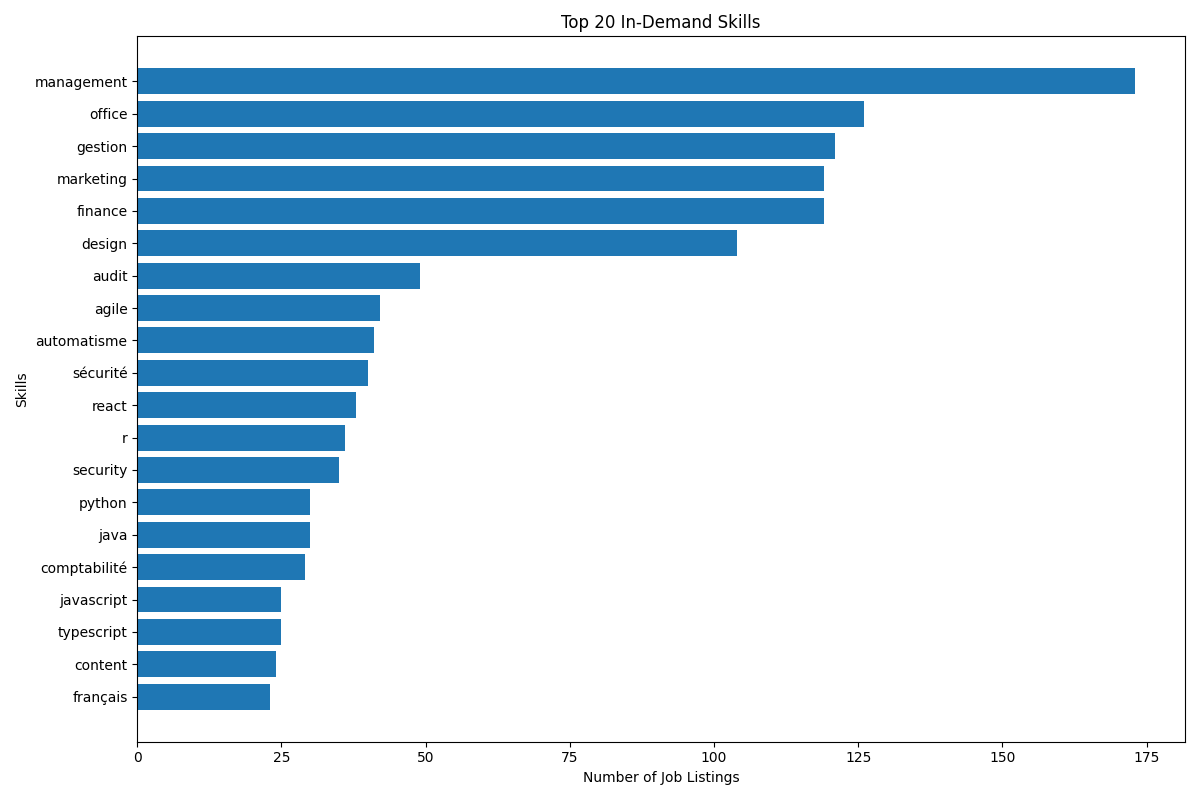 Top 20 In-Demand Skills
Skills
management
office
gestion
marketing
finance
design
audit
agile
automatisme
sécurité
react
r
security
python
java
comptabilité
javascript
typescript
content
français
0 25 50 75 100 125 150 175
Number of Job Listings